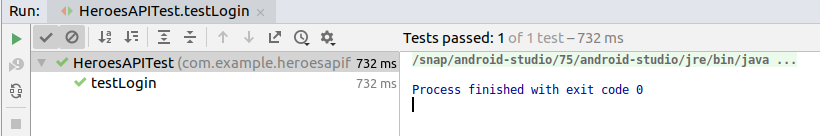 Run: HeroesAPITest.testLogin
Tests passed: 1 of 1 test – 732 ms
HeroesAPITest (com.example.heroesapif 732 ms
testLogin 732 ms
/snap/android-studio/75/android-studio/jre/bin/java ...
Process finished with exit code 0